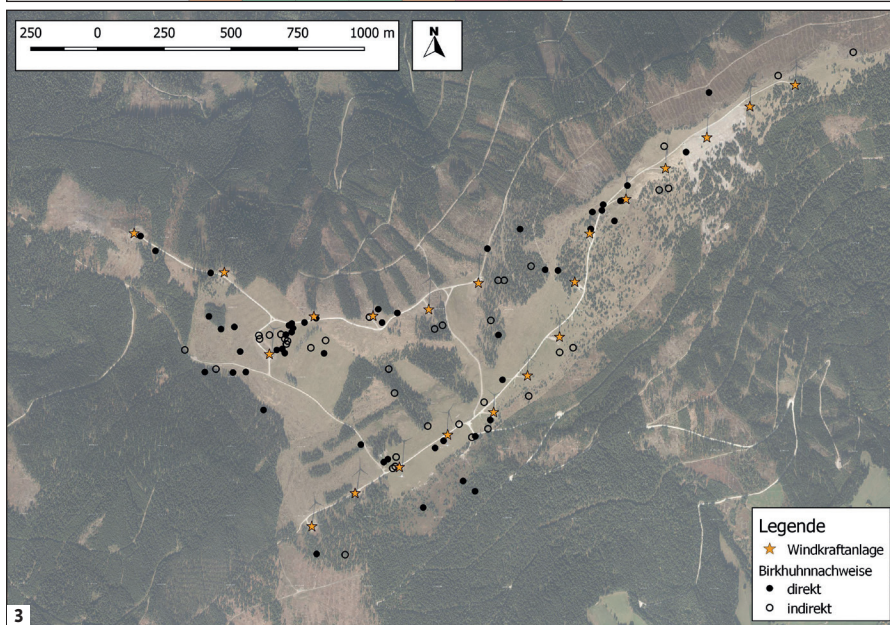 250 0 250 500 750 1000 m
N
Legende
Windkraftanlage
Birkhuhnnachweise
direkt
indirekt
3